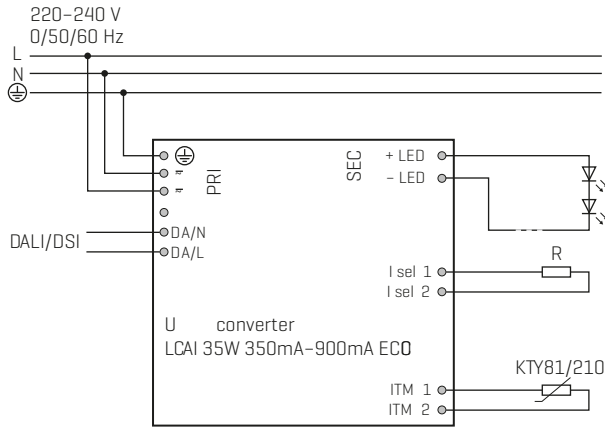 220–240 V
0/50/60 Hz
L
N
PRI
SEC
+ LED
– LED
DALI/DSI
DA/N
DA/L
I sel 1
I sel 2
R
U converter
LCAI 35W 350mA–900mA ECO
KTY81/210
ITM 1
ITM 2